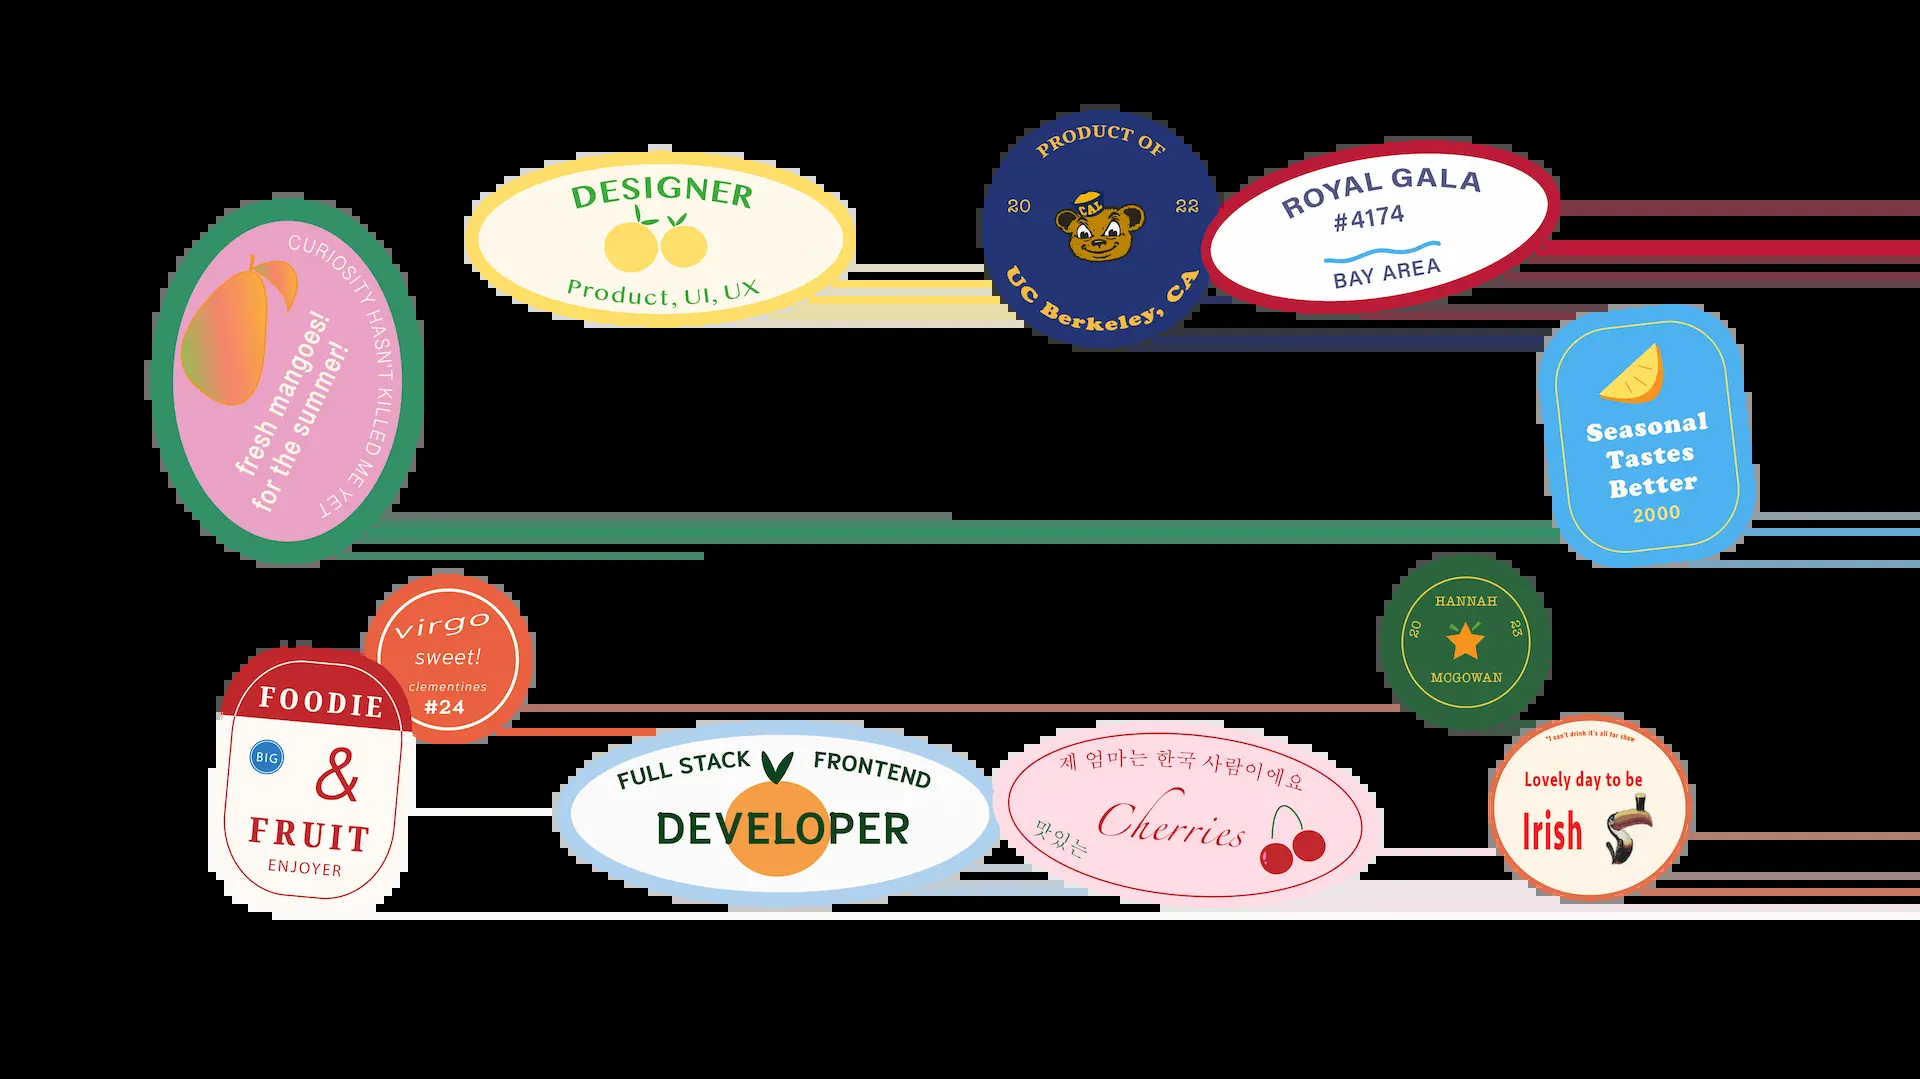 DESIGNER
Product, UI, UX
PRODUCT OF
20 22
CAL
UC Berkeley, CA
ROYAL GALA
#4174
BAY AREA
CURIOSITY HASN'T KILLED ME YET
fresh mangoes!
for the summer!
Seasonal
Tastes
Better
2000
virgo
sweet!
clementines
#24
HANNAH
20 23
MCGOWAN
FOODIE
BIG
&
FRUIT
ENJOYER
FULL STACK FRONTEND
DEVELOPER
제 엄마는 한국 사람이에요
Cherries
맛있는
"I can't drink it's all for show
Lovely day to be
Irish